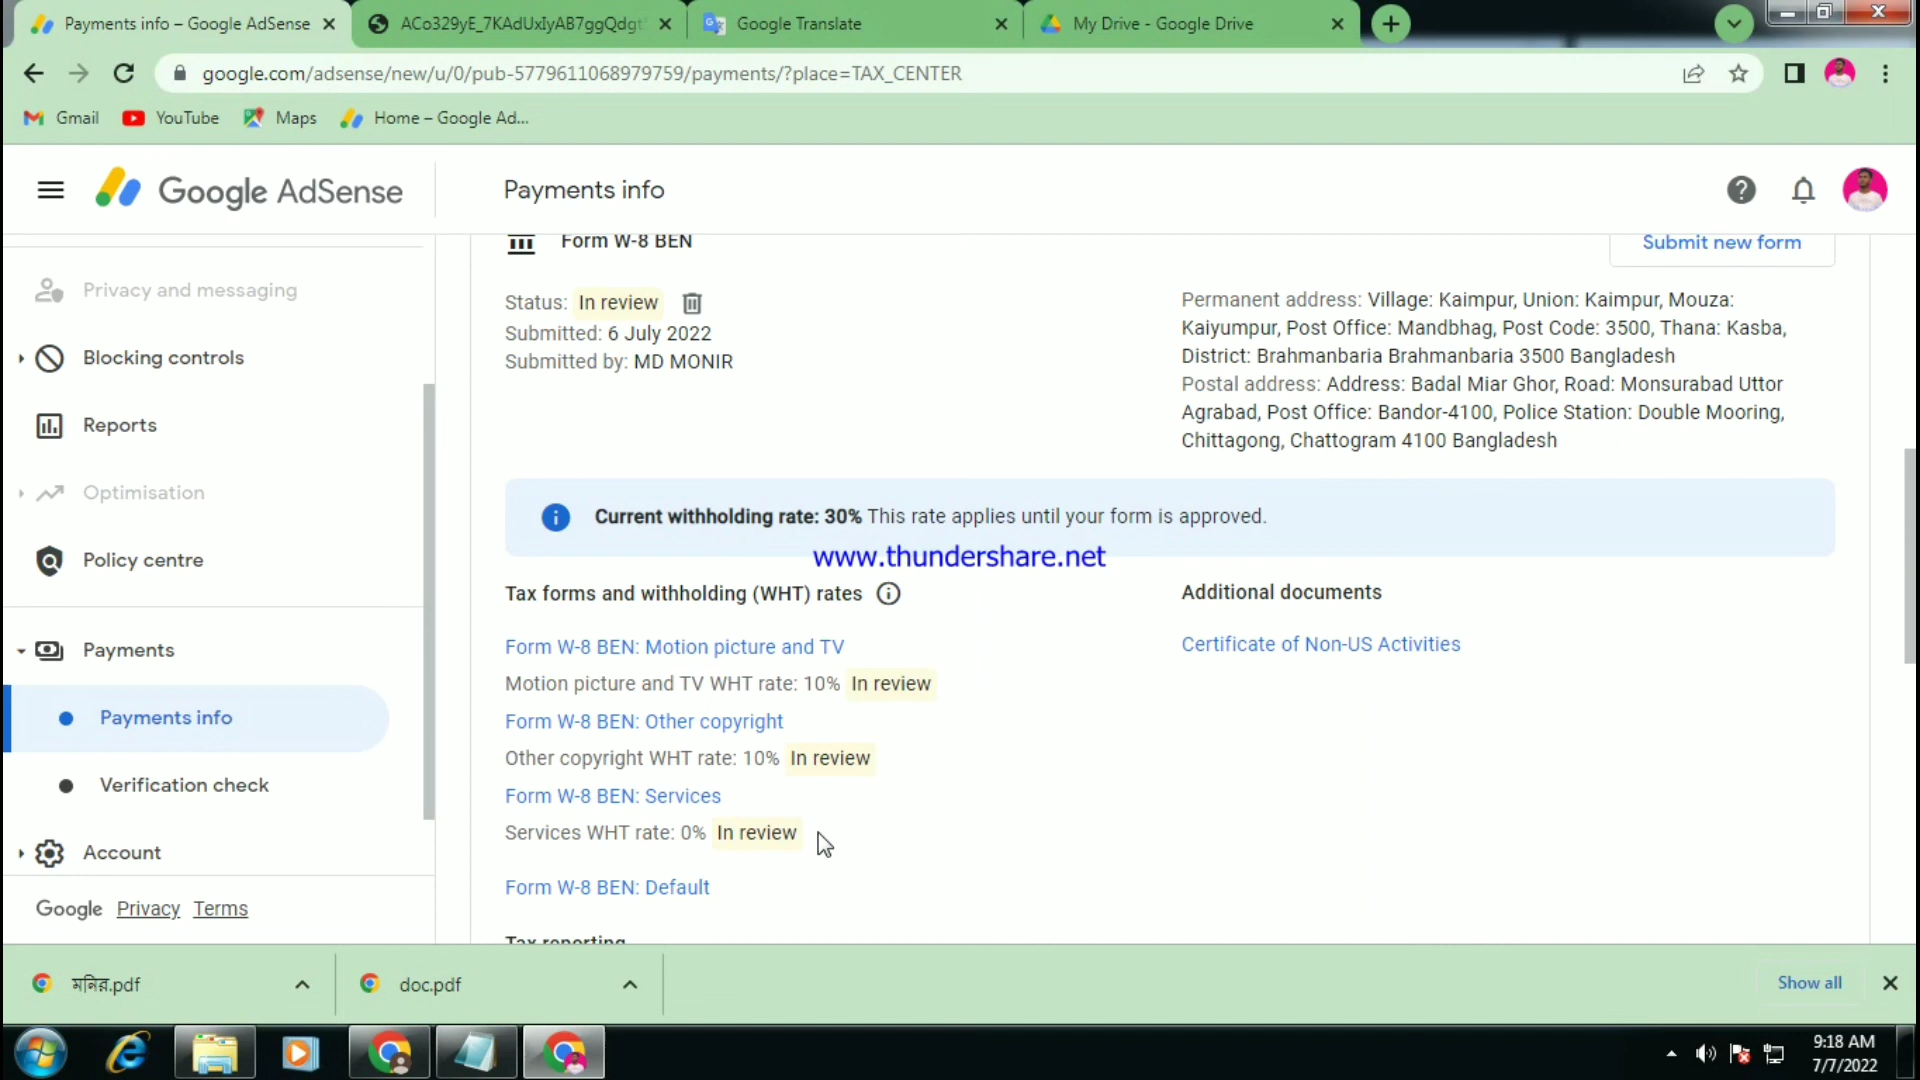 Payments info – Google AdSense
ACo329yE_7KAdUxIyAB7ggQdgt
Google Translate
My Drive - Google Drive
google.com/adsense/new/u/0/pub-5779611068979759/payments/?place=TAX_CENTER
Gmail
YouTube
Maps
Home – Google Ad...
Google AdSense
Payments info
Form W-8 BEN
Submit new form
Privacy and messaging
Blocking controls
Reports
Optimisation
Policy centre
Payments
Payments info
Verification check
Account
Google Privacy Terms
Status: In review
Submitted: 6 July 2022
Submitted by: MD MONIR
Permanent address: Village: Kaimpur, Union: Kaimpur, Mouza:
Kaiyumpur, Post Office: Mandbhag, Post Code: 3500, Thana: Kasba,
District: Brahmanbaria Brahmanbaria 3500 Bangladesh
Postal address: Address: Badal Miar Ghor, Road: Monsurabad Uttor
Agrabad, Post Office: Bandor-4100, Police Station: Double Mooring,
Chittagong, Chattogram 4100 Bangladesh
Current withholding rate: 30% This rate applies until your form is approved.
www.thundershare.net
Tax forms and withholding (WHT) rates
Form W-8 BEN: Motion picture and TV
Motion picture and TV WHT rate: 10% In review
Form W-8 BEN: Other copyright
Other copyright WHT rate: 10% In review
Form W-8 BEN: Services
Services WHT rate: 0% In review
Form W-8 BEN: Default
Tax reporting
Additional documents
Certificate of Non-US Activities
মনির.pdf
doc.pdf
Show all
9:18 AM
7/7/2022